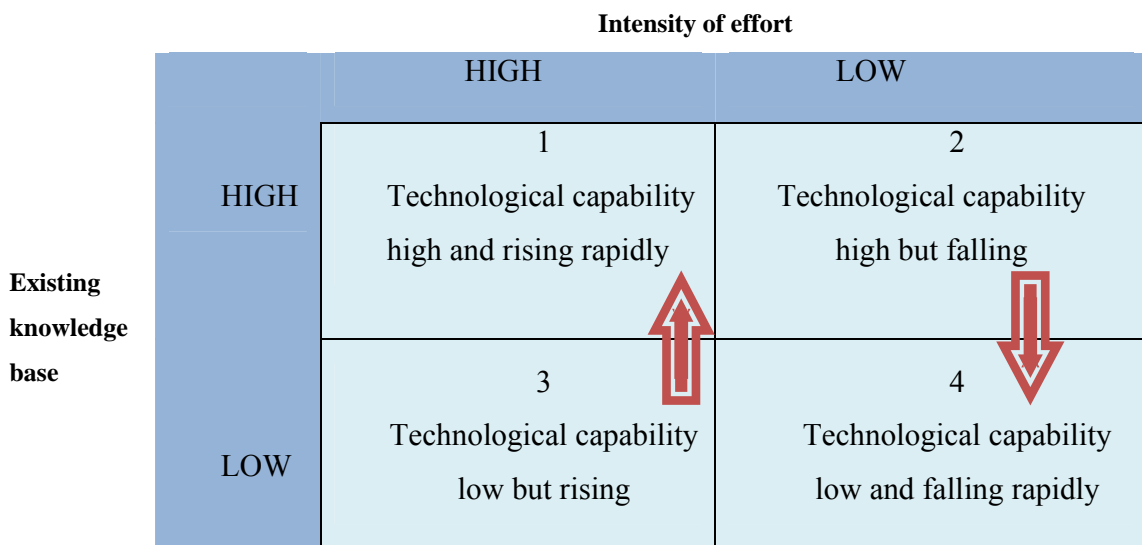 Intensity of effort
HIGH
LOW
1
Technological capability
high and rising rapidly
2
Technological capability
high but falling
HIGH
Existing
knowledge
base
3
Technological capability
low but rising
4
Technological capability
low and falling rapidly
LOW